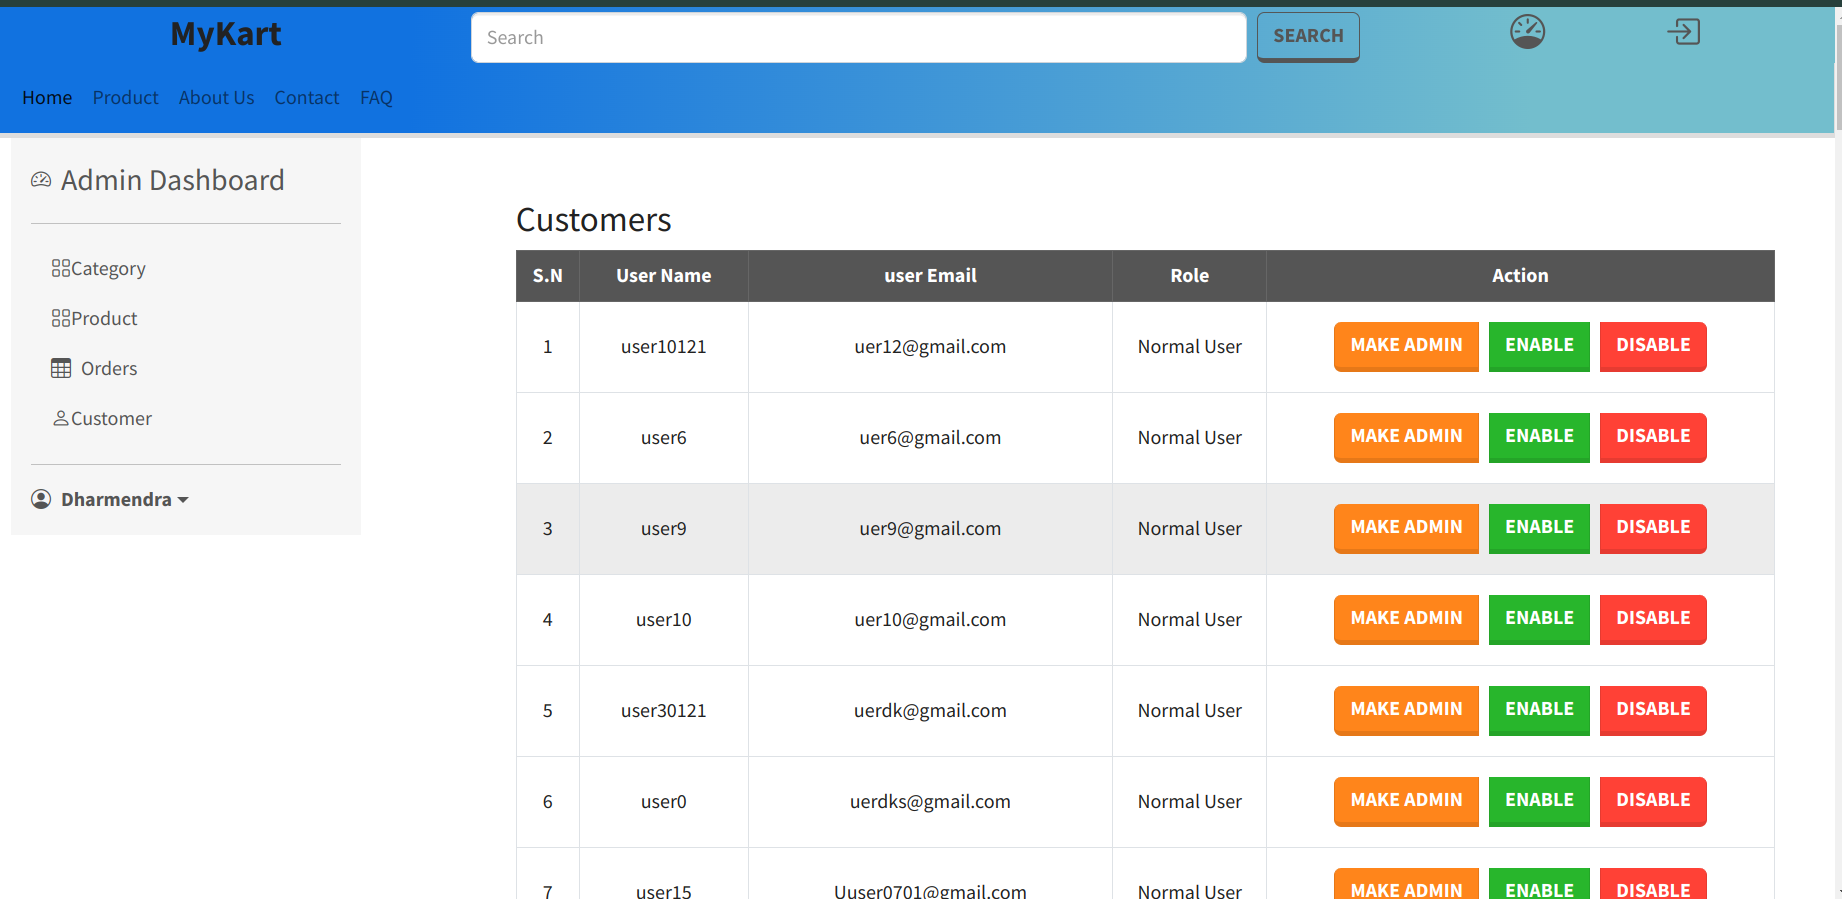 MyKart
Search
SEARCH
Home Product About Us Contact FAQ
Admin Dashboard
Category
Product
Orders
Customer
Dharmendra
Customers
S.N User Name user Email Role Action
1 user10121 uer12@gmail.com Normal User MAKE ADMIN ENABLE DISABLE
2 user6 uer6@gmail.com Normal User MAKE ADMIN ENABLE DISABLE
3 user9 uer9@gmail.com Normal User MAKE ADMIN ENABLE DISABLE
4 user10 uer10@gmail.com Normal User MAKE ADMIN ENABLE DISABLE
5 user30121 uerdk@gmail.com Normal User MAKE ADMIN ENABLE DISABLE
6 user0 uerdks@gmail.com Normal User MAKE ADMIN ENABLE DISABLE
7 user15 Uuser0701@gmail.com Normal User MAKE ADMIN ENABLE DISABLE